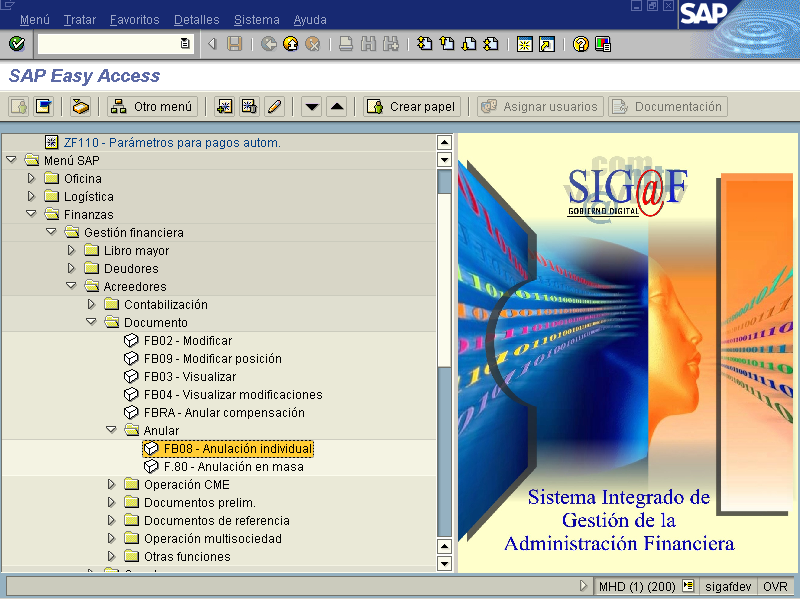 Menú Tratar Favoritos Detalles Sistema Ayuda
SAP
SAP Easy Access
Otro menú Crear papel Asignar usuarios Documentación
ZF110 - Parámetros para pagos autom.
Menú SAP
Oficina
Logística
Finanzas
Gestión financiera
Libro mayor
Deudores
Acreedores
Contabilización
Documento
FB02 - Modificar
FB09 - Modificar posición
FB03 - Visualizar
FB04 - Visualizar modificaciones
FBRA - Anular compensación
Anular
FB08 - Anulación individual
F.80 - Anulación en masa
Operación CME
Documentos prelim.
Documentos de referencia
Operación multisociedad
Otras funciones
.com
SIG@F
GOBIERNO DIGITAL
Sistema Integrado de
Gestión de la
Administración Financiera
MHD (1) (200) sigafdev OVR